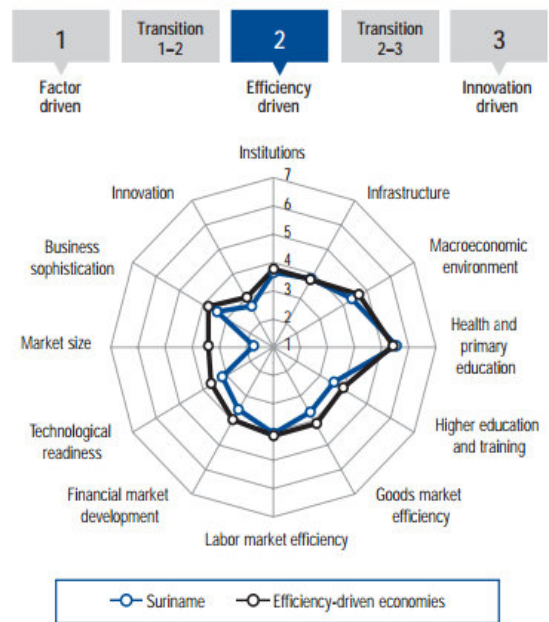 1
Transition
1–2
2
Transition
2–3
3
Factor
driven
Efficiency
driven
Innovation
driven
Institutions
7
6
5
4
3
2
1
Innovation
Infrastructure
Business
sophistication
Macroeconomic
environment
Market size
Health and
primary
education
Technological
readiness
Higher education
and training
Financial market
development
Goods market
efficiency
Labor market efficiency
Suriname
Efficiency-driven economies